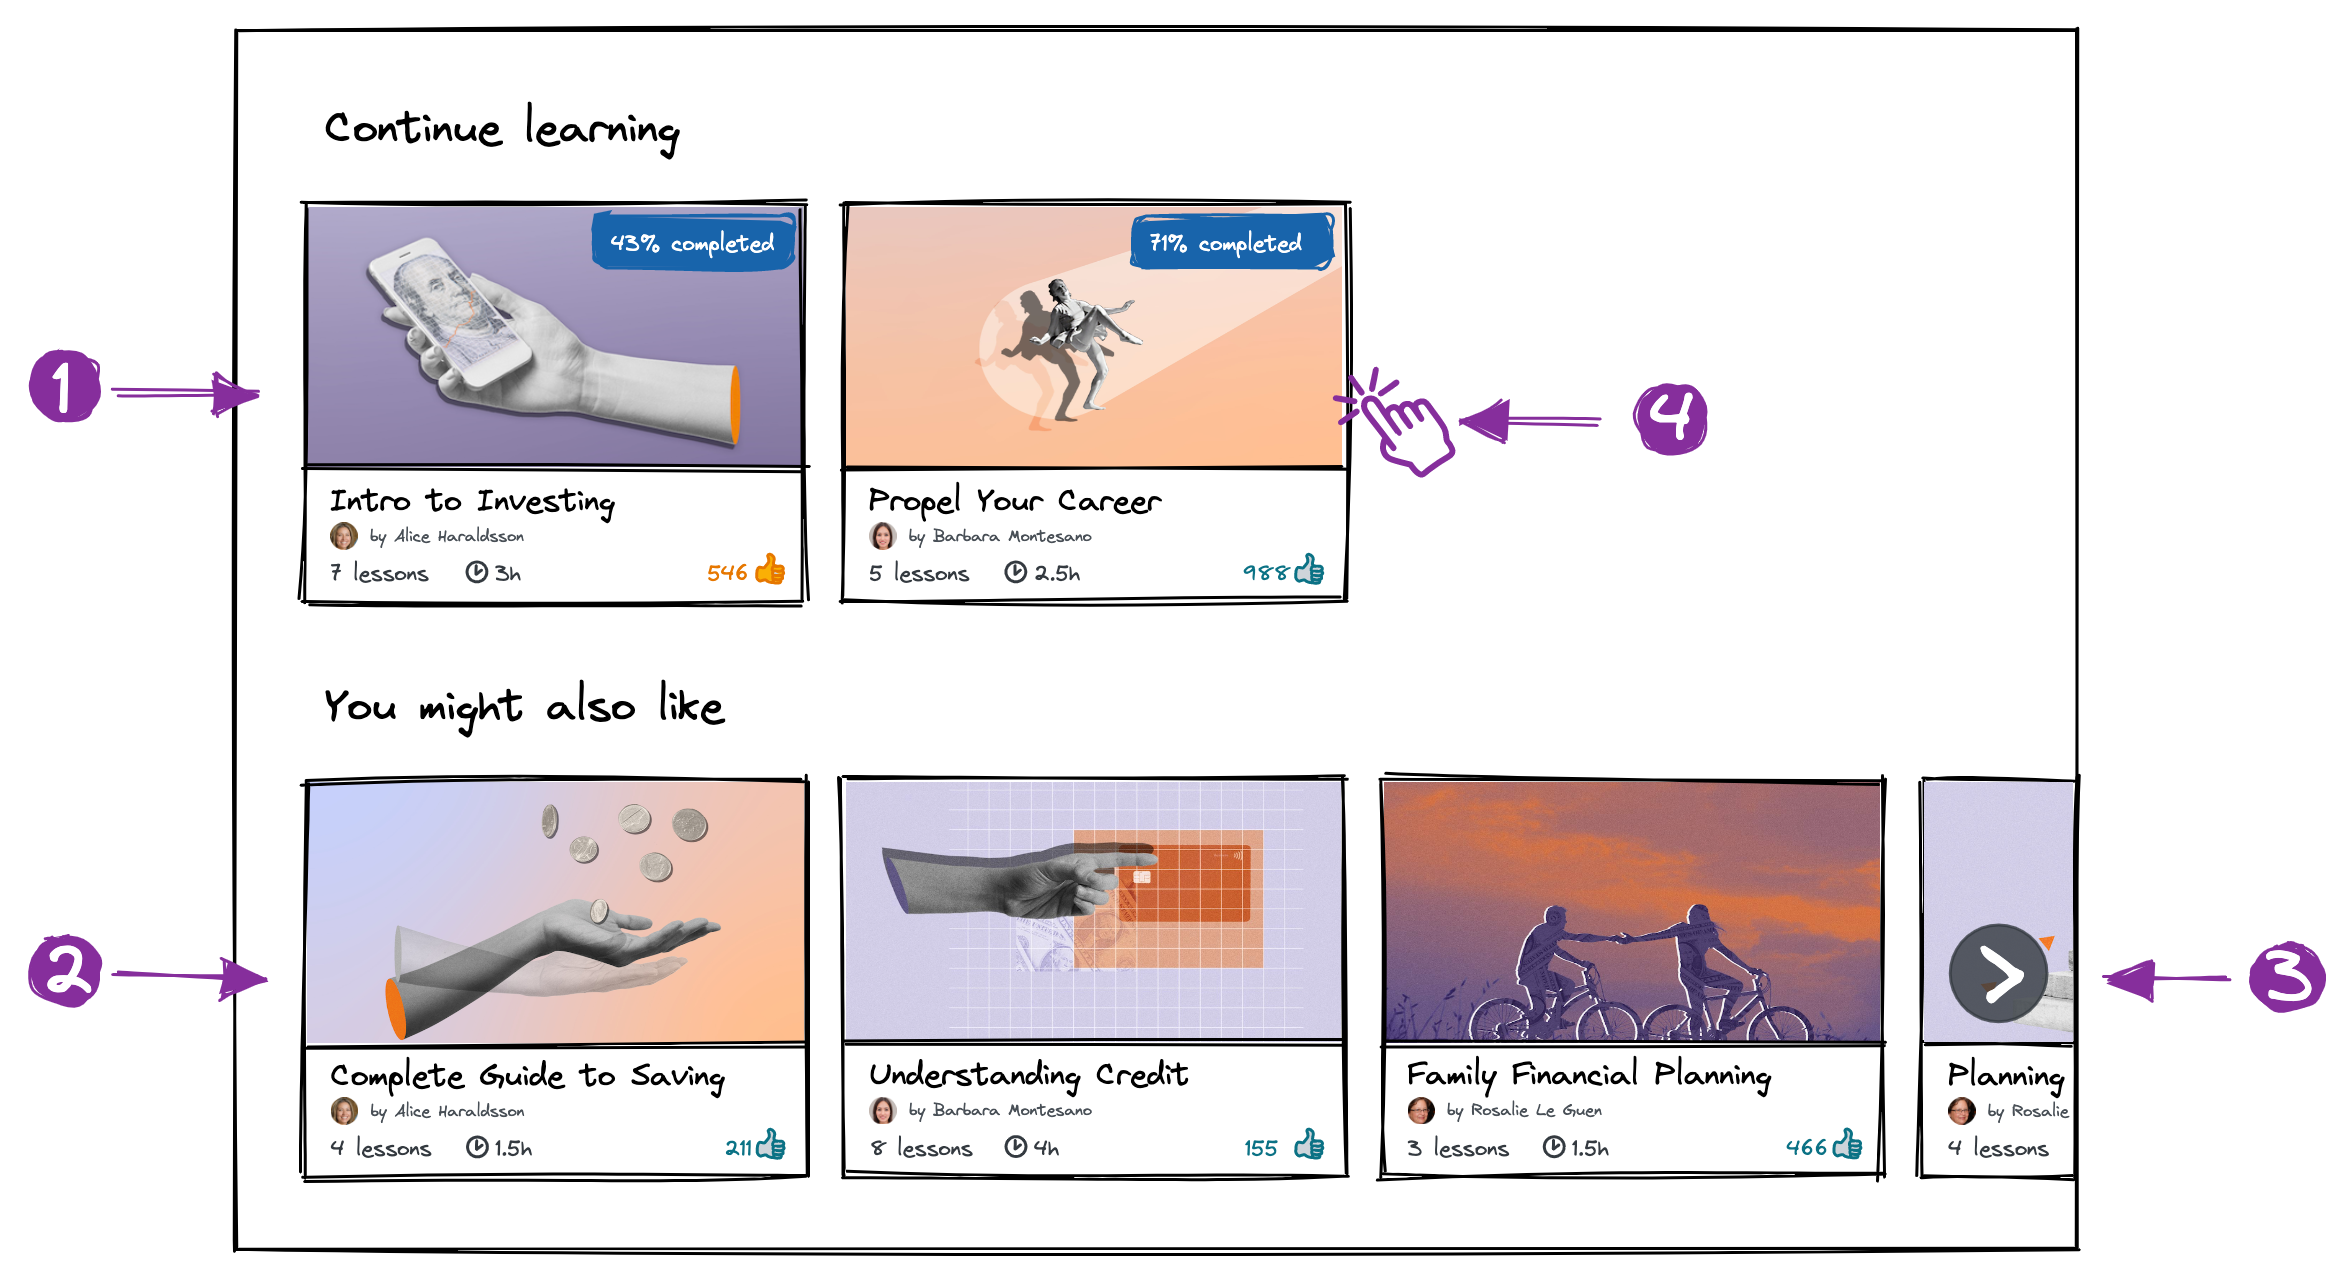 Continue learning
43% completed
71% completed
1
4
Intro to Investing
by Alice Haraldsson
7 lessons 3h 546
Propel Your Career
by Barbara Montesano
5 lessons 2.5h 988
You might also like
2
3
Complete Guide to Saving
by Alice Haraldsson
4 lessons 1.5h 211
Understanding Credit
by Barbara Montesano
8 lessons 4h 155
Family Financial Planning
by Rosalie Le Guen
3 lessons 1.5h 466
Planning
by Rosalie
4 lessons